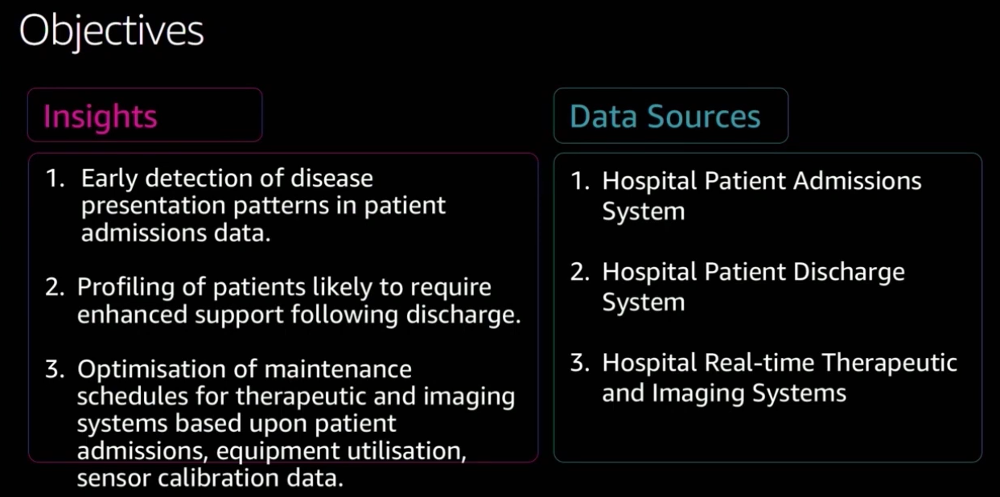 Objectives
Insights
1. Early detection of disease
presentation patterns in patient
admissions data.
2. Profiling of patients likely to require
enhanced support following discharge.
3. Optimisation of maintenance
schedules for therapeutic and imaging
systems based upon patient
admissions, equipment utilisation,
sensor calibration data.
Data Sources
1. Hospital Patient Admissions
System
2. Hospital Patient Discharge
System
3. Hospital Real-time Therapeutic
and Imaging Systems